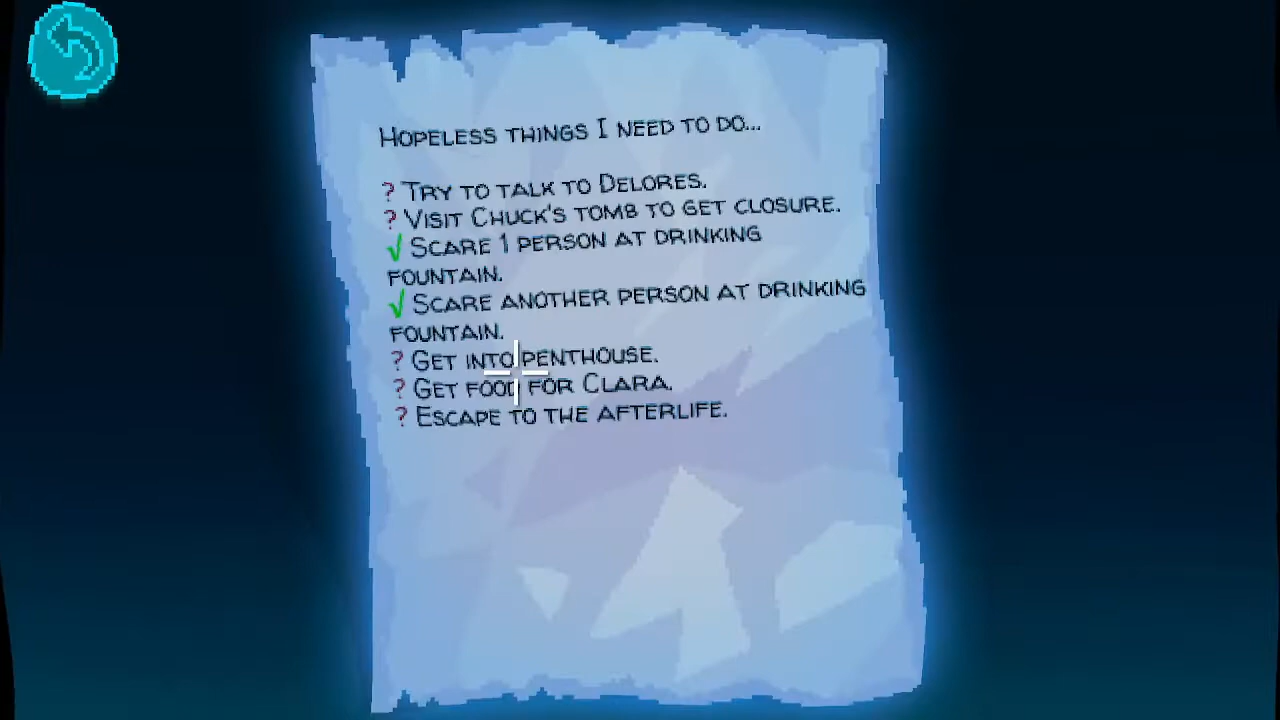 Hopeless things I need to do...
? Try to talk to Delores.
? Visit Chuck's tomb to get closure.
√ Scare 1 person at drinking
fountain.
√ Scare another person at drinking
fountain.
? Get into penthouse.
? Get food for Clara.
? Escape to the afterlife.